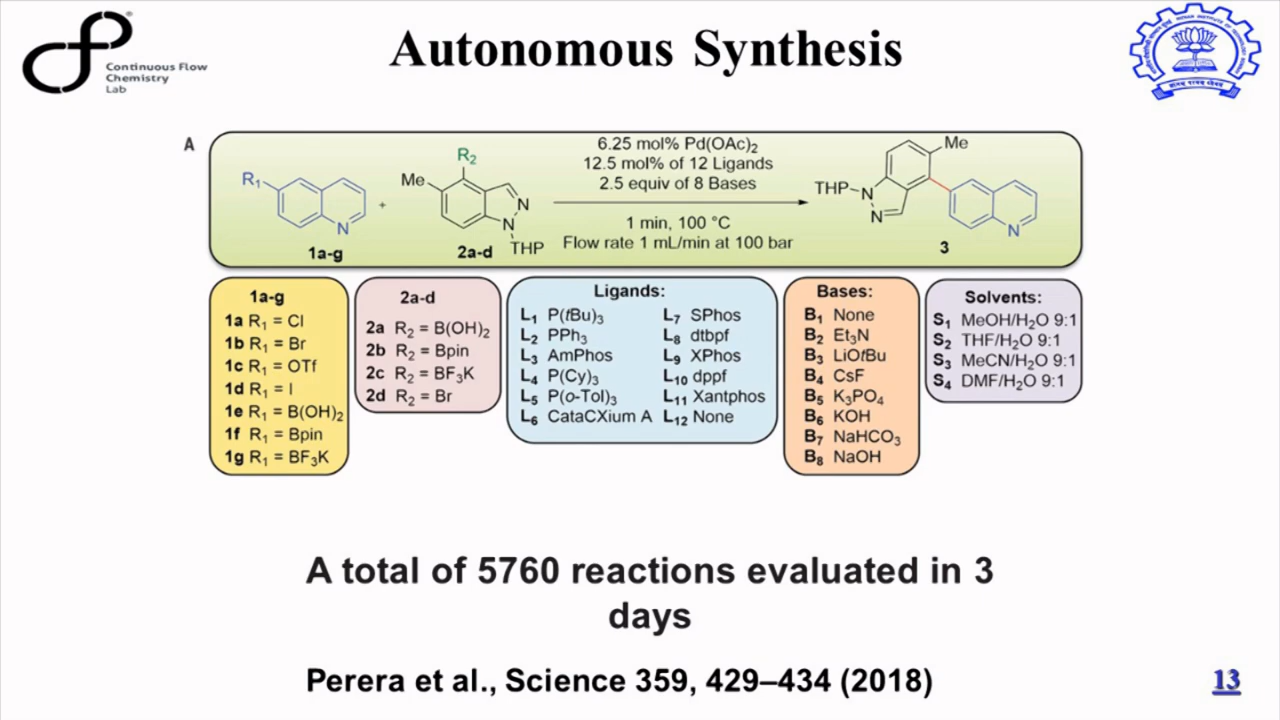 Continuous Flow
Chemistry
Lab
Autonomous Synthesis
A
R₁
N
1a-g
+
R₂
Me
N
N
THP
2a-d
6.25 mol% Pd(OAc)₂
12.5 mol% of 12 Ligands
2.5 equiv of 8 Bases
1 min, 100 °C
Flow rate 1 mL/min at 100 bar
Me
THP
N
N
N
3
1a-g
1a R₁ = Cl
1b R₁ = Br
1c R₁ = OTf
1d R₁ = I
1e R₁ = B(OH)₂
1f R₁ = Bpin
1g R₁ = BF₃K
2a-d
2a R₂ = B(OH)₂
2b R₂ = Bpin
2c R₂ = BF₃K
2d R₂ = Br
Ligands:
L₁ P(tBu)₃
L₂ PPh₃
L₃ AmPhos
L₄ P(Cy)₃
L₅ P(o-Tol)₃
L₆ CataCXium A
L₇ SPhos
L₈ dtbpf
L₉ XPhos
L₁₀ dppf
L₁₁ Xantphos
L₁₂ None
Bases:
B₁ None
B₂ Et₃N
B₃ LiOtBu
B₄ CsF
B₅ K₃PO₄
B₆ KOH
B₇ NaHCO₃
B₈ NaOH
Solvents:
S₁ MeOH/H₂O 9:1
S₂ THF/H₂O 9:1
S₃ MeCN/H₂O 9:1
S₄ DMF/H₂O 9:1
A total of 5760 reactions evaluated in 3
days
Perera et al., Science 359, 429–434 (2018)
13